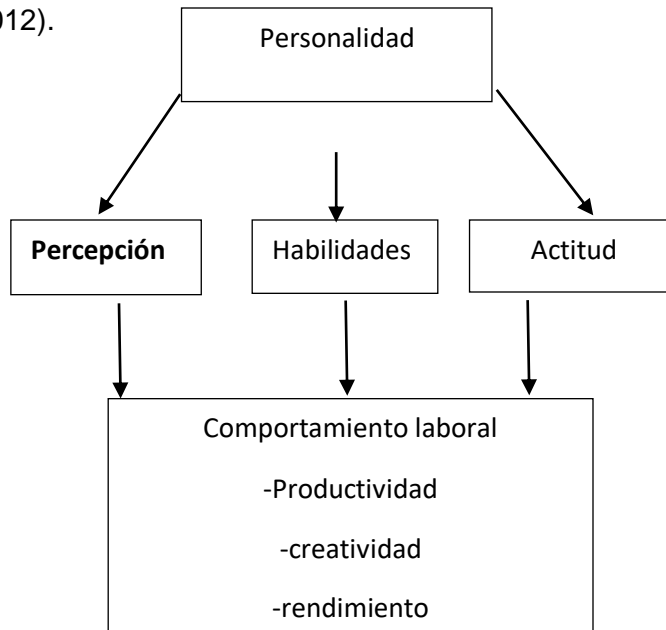 012).
Personalidad
Percepción
Habilidades
Actitud
Comportamiento laboral
-Productividad
-creatividad
-rendimiento